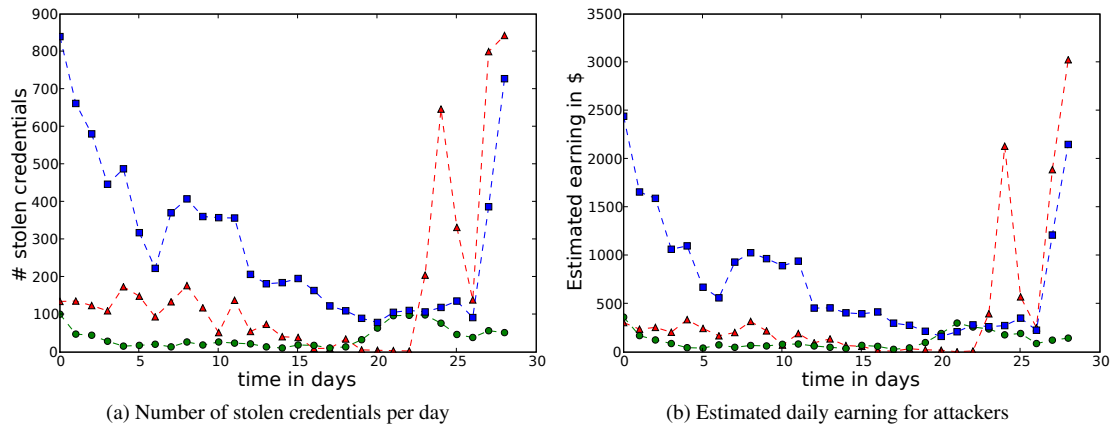 900
800
700
600
500
400
300
200
100
0
# stolen credentials
0 5 10 15 20 25 30
time in days
(a) Number of stolen credentials per day
3500
3000
2500
2000
1500
1000
500
0
Estimated earning in $
0 5 10 15 20 25 30
time in days
(b) Estimated daily earning for attackers